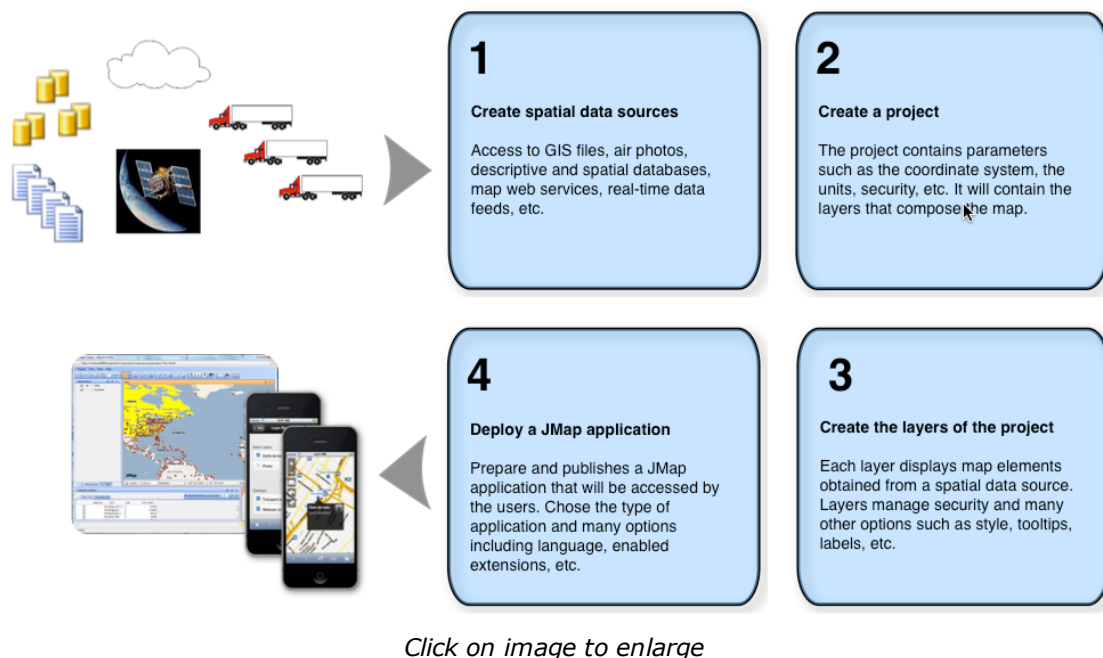 1
Create spatial data sources
Access to GIS files, air photos,
descriptive and spatial databases,
map web services, real-time data
feeds, etc.
2
Create a project
The project contains parameters
such as the coordinate system, the
units, security, etc. It will contain the
layers that compose the map.
3
Create the layers of the project
Each layer displays map elements
obtained from a spatial data source.
Layers manage security and many
other options such as style, tooltips,
labels, etc.
4
Deploy a JMap application
Prepare and publishes a JMap
application that will be accessed by
the users. Chose the type of
application and many options
including language, enabled
extensions, etc.
JMap
Click on image to enlarge